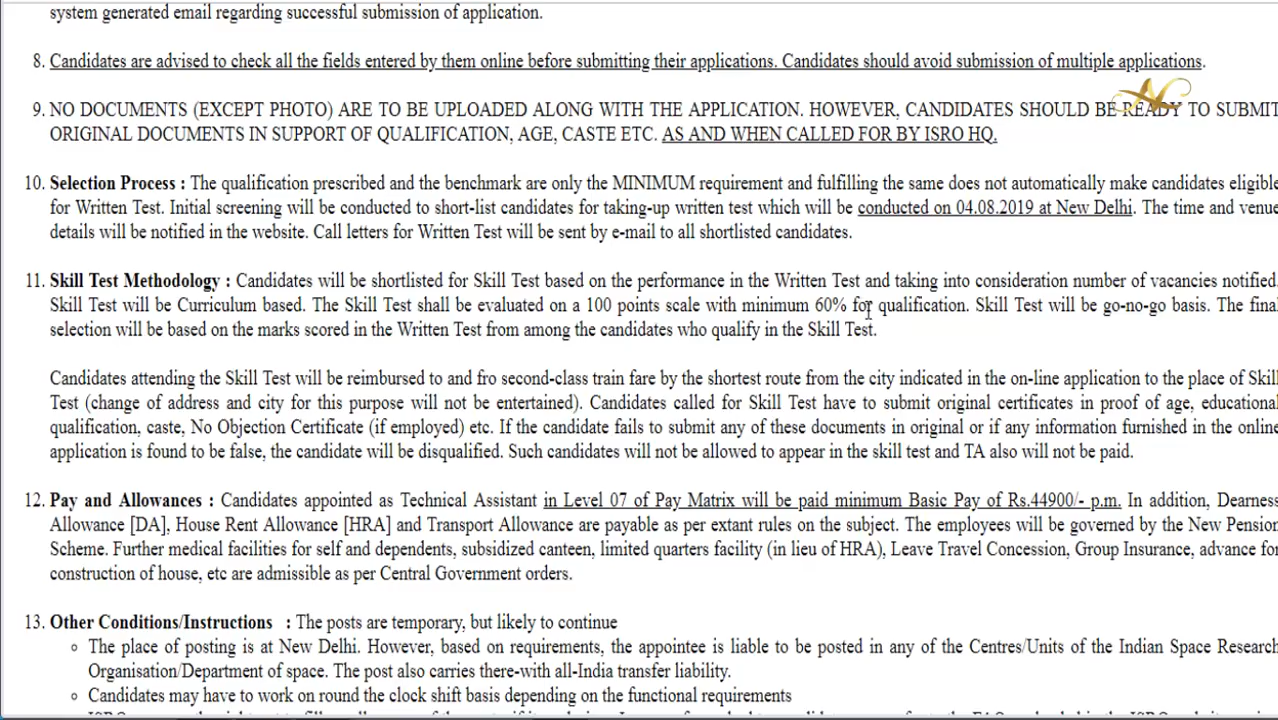 system generated email regarding successful submission of application.
8. Candidates are advised to check all the fields entered by them online before submitting their applications. Candidates should avoid submission of multiple applications.
9. NO DOCUMENTS (EXCEPT PHOTO) ARE TO BE UPLOADED ALONG WITH THE APPLICATION. HOWEVER, CANDIDATES SHOULD BE READY TO SUBMIT
ORIGINAL DOCUMENTS IN SUPPORT OF QUALIFICATION, AGE, CASTE ETC. AS AND WHEN CALLED FOR BY ISRO HQ.
10. Selection Process : The qualification prescribed and the benchmark are only the MINIMUM requirement and fulfilling the same does not automatically make candidates eligible
for Written Test. Initial screening will be conducted to short-list candidates for taking-up written test which will be conducted on 04.08.2019 at New Delhi. The time and venue
details will be notified in the website. Call letters for Written Test will be sent by e-mail to all shortlisted candidates.
11. Skill Test Methodology : Candidates will be shortlisted for Skill Test based on the performance in the Written Test and taking into consideration number of vacancies notified.
Skill Test will be Curriculum based. The Skill Test shall be evaluated on a 100 points scale with minimum 60% for qualification. Skill Test will be go-no-go basis. The final
selection will be based on the marks scored in the Written Test from among the candidates who qualify in the Skill Test.
Candidates attending the Skill Test will be reimbursed to and fro second-class train fare by the shortest route from the city indicated in the on-line application to the place of Skill
Test (change of address and city for this purpose will not be entertained). Candidates called for Skill Test have to submit original certificates in proof of age, educational
qualification, caste, No Objection Certificate (if employed) etc. If the candidate fails to submit any of these documents in original or if any information furnished in the online
application is found to be false, the candidate will be disqualified. Such candidates will not be allowed to appear in the skill test and TA also will not be paid.
12. Pay and Allowances : Candidates appointed as Technical Assistant in Level 07 of Pay Matrix will be paid minimum Basic Pay of Rs.44900/- p.m. In addition, Dearness
Allowance [DA], House Rent Allowance [HRA] and Transport Allowance are payable as per extant rules on the subject. The employees will be governed by the New Pension
Scheme. Further medical facilities for self and dependents, subsidized canteen, limited quarters facility (in lieu of HRA), Leave Travel Concession, Group Insurance, advance for
construction of house, etc are admissible as per Central Government orders.
13. Other Conditions/Instructions : The posts are temporary, but likely to continue
The place of posting is at New Delhi. However, based on requirements, the appointee is liable to be posted in any of the Centres/Units of the Indian Space Research
Organisation/Department of space. The post also carries there-with all-India transfer liability.
Candidates may have to work on round the clock shift basis depending on the functional requirements